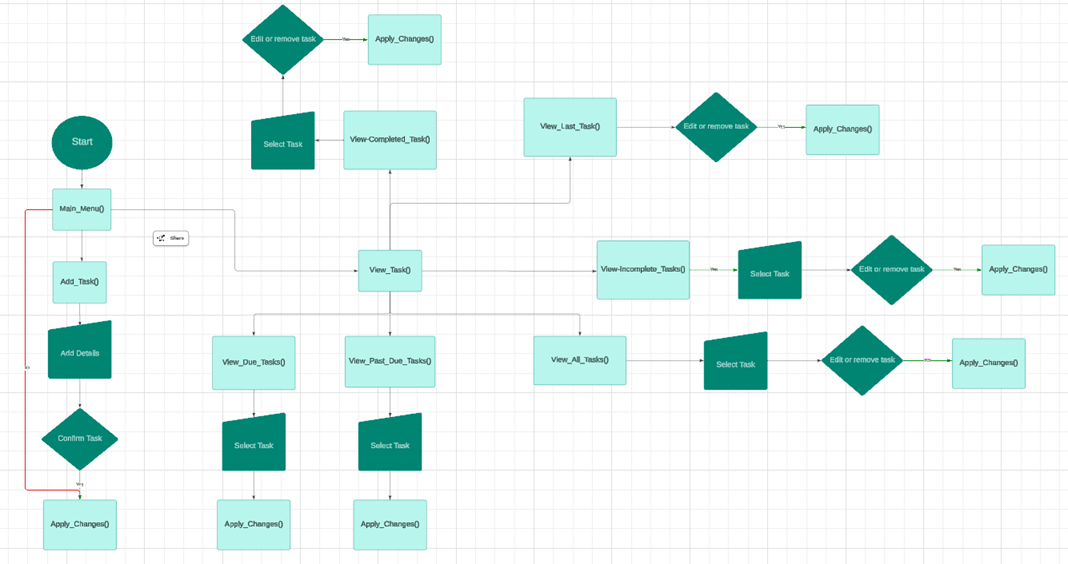 Edit or remove task
Yes
Apply_Changes()
Start
Select Task
View-Completed_Task()
View_Last_Task()
Edit or remove task
Yes
Apply_Changes()
Main_Menu()
Share
Add_Task()
View_Task()
View-Incomplete_Tasks()
Yes
Select Task
Edit or remove task
Yes
Apply_Changes()
Add Details
View_Due_Tasks()
View_Past_Due_Tasks()
View_All_Tasks()
Select Task
Edit or remove task
Yes
Apply_Changes()
Confirm Task
Yes
Select Task
Select Task
Apply_Changes()
Apply_Changes()
Apply_Changes()